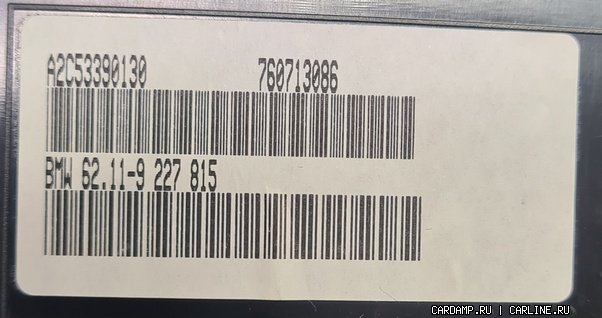 A2C53390130 760713086
BMW 62.11-9 227 815
CARDAMP.RU | CARLINE.RU